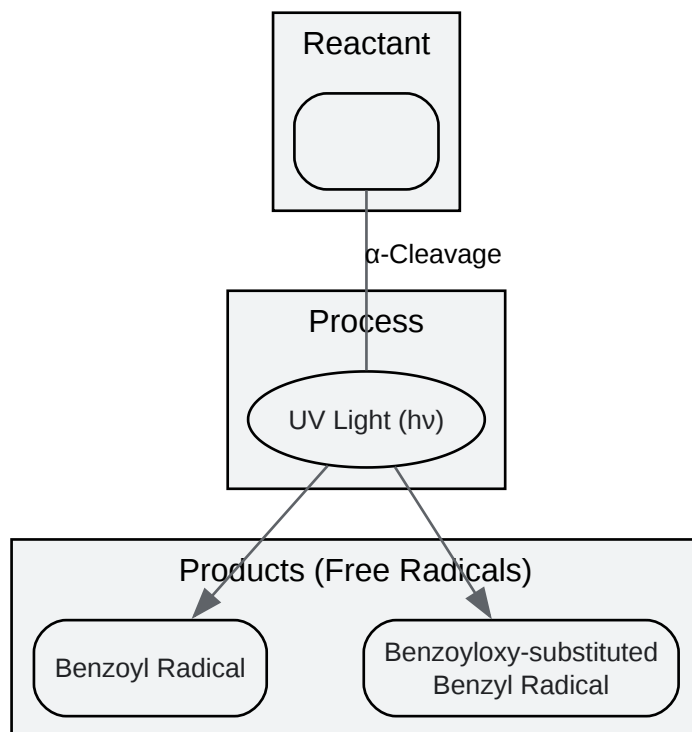 Reactant
α-Cleavage
Process
UV Light (hν)
Products (Free Radicals)
Benzoyl Radical
Benzoyloxy-substituted
Benzyl Radical